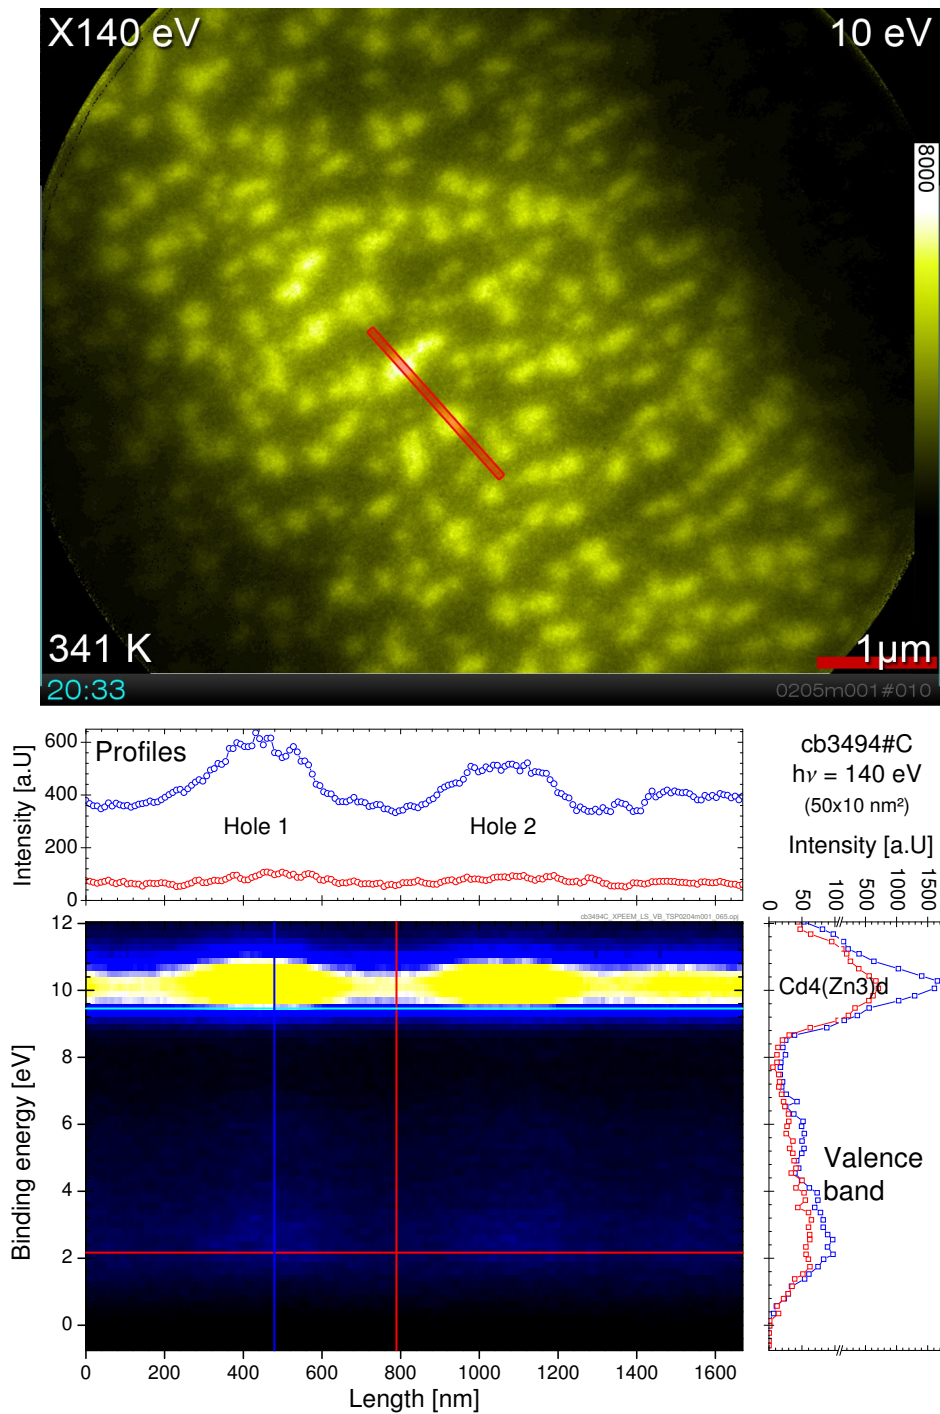 X140 eV
10 eV
8000
341 K
1µm
20:33
0205m001#010
Profiles
600
400
200
0
Intensity [a.U]
Hole 1
Hole 2
cb3494#C
hν = 140 eV
(50x10 nm²)
Intensity [a.U]
0
50
100
500
1000
1500
cb3494C_XPEEM_LS_VB_TSP0204m001_065.opj
12
10
8
6
4
2
0
Binding energy [eV]
Cd4(Zn3)d
Valence
band
0
200
400
600
800
1000
1200
1400
1600
Length [nm]